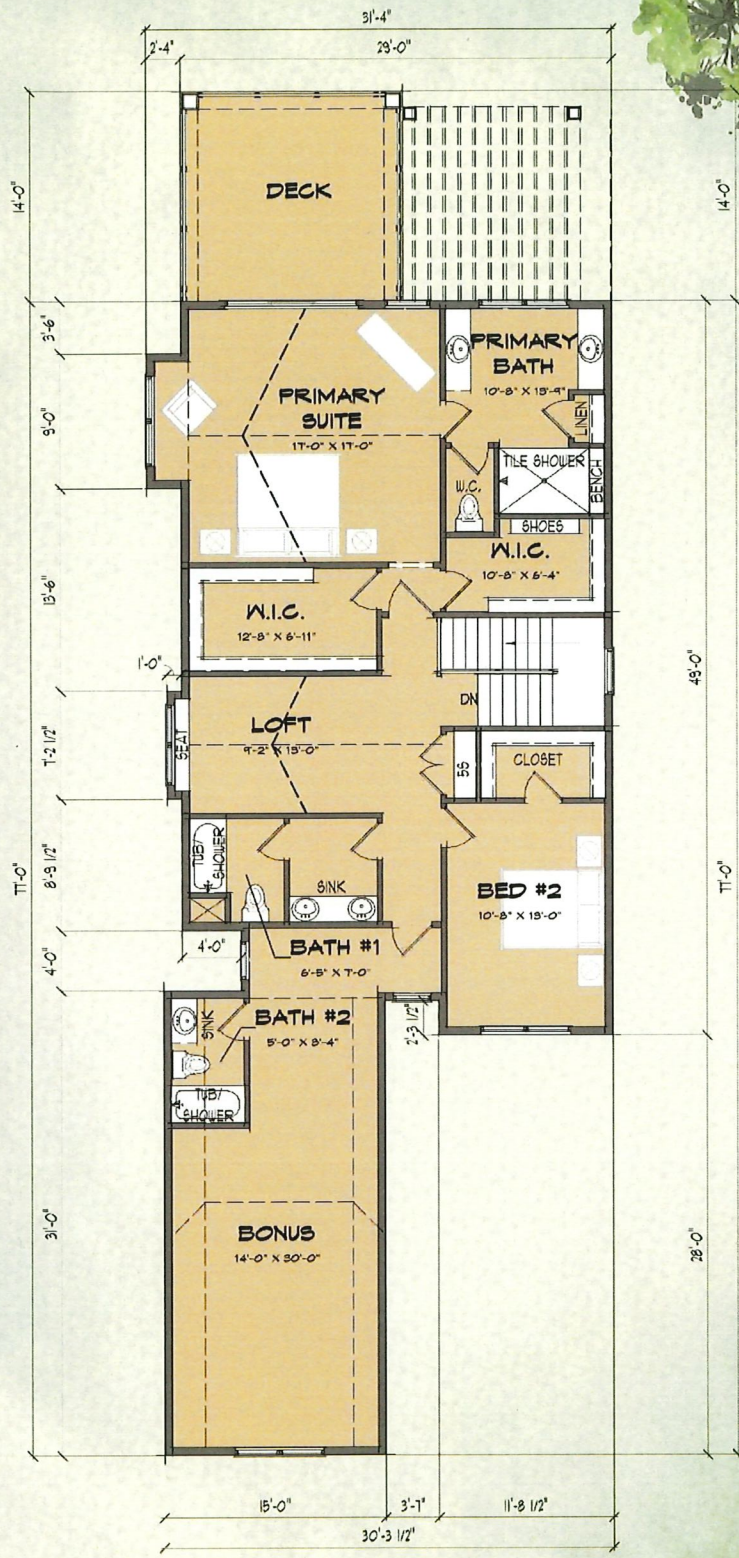 31'-4"
2'-4"
29'-0"
14'-0"
14'-0"
DECK
3'-6"
9'-0"
PRIMARY
SUITE
17'-0" X 17'-0"
PRIMARY
BATH
10'-8" X 13'-9"
LINEN
TILE SHOWER
BENCH
W.C.
SHOES
W.I.C.
10'-8" X 6'-4"
13'-6"
W.I.C.
12'-8" X 6'-11"
1'-0"
49'-0"
DN
LOFT
9'-2" X 13'-0"
SEAT
7'-2 1/2"
5S
CLOSET
77'-0"
8'-9 1/2"
TUB/
SHOWER
SINK
BED #2
10'-8" X 13'-0"
77'-0"
4'-0"
4'-0"
BATH #1
6'-5" X 7'-0"
SINK
BATH #2
5'-0" X 8'-4"
2'-3 1/2"
TUB/
SHOWER
31'-0"
BONUS
14'-0" X 30'-0"
28'-0"
15'-0"
3'-7"
11'-8 1/2"
30'-3 1/2"